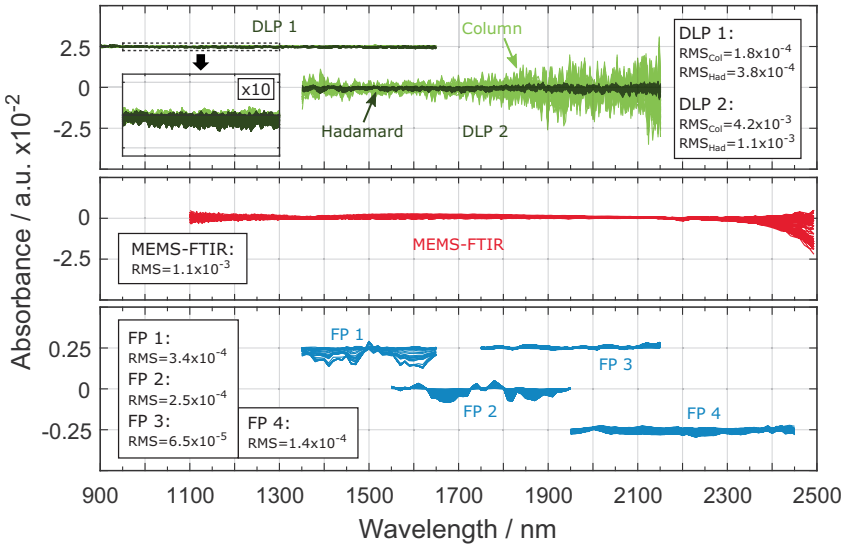 DLP 1
Column
x10
Hadamard
DLP 2
DLP 1:
RMSCol=1.8x10-4
RMSHad=3.8x10-4
DLP 2:
RMSCol=4.2x10-3
RMSHad=1.1x10-3
2.5
0
-2.5
MEMS-FTIR:
RMS=1.1x10-3
MEMS-FTIR
0
-2.5
FP 1:
RMS=3.4x10-4
FP 2:
RMS=2.5x10-4
FP 3:
RMS=6.5x10-5
FP 4:
RMS=1.4x10-4
FP 1
FP 2
FP 3
FP 4
0.25
0
-0.25
900 1100 1300 1500 1700 1900 2100 2300 2500
Wavelength / nm
Absorbance / a.u. x10-2